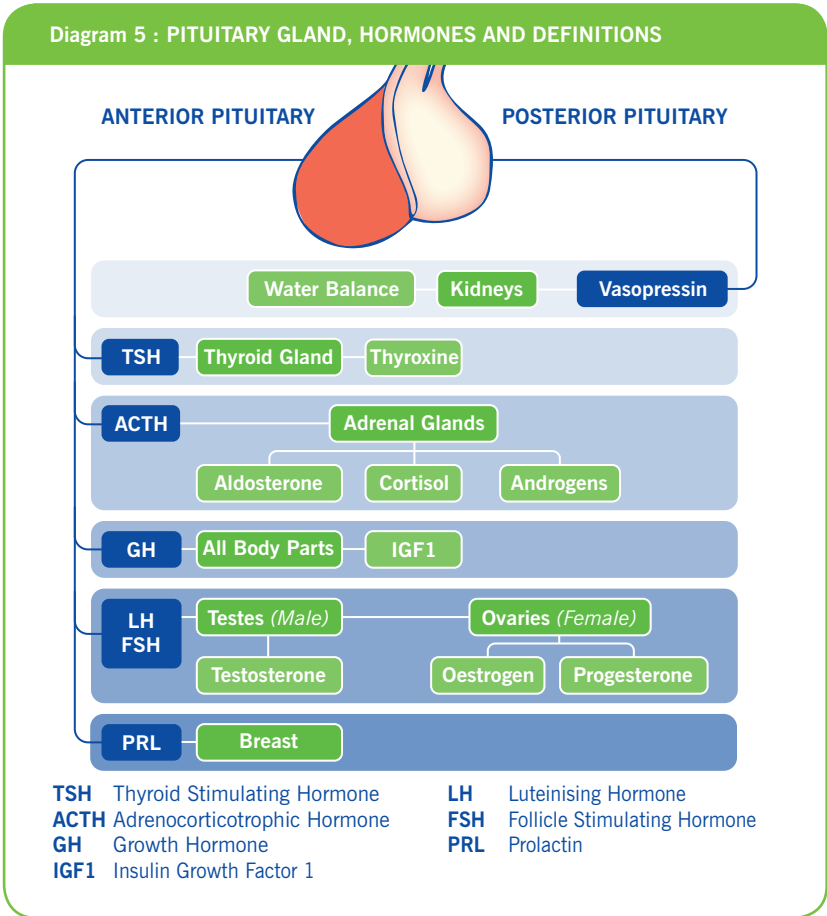 Diagram 5 : PITUITARY GLAND, HORMONES AND DEFINITIONS
ANTERIOR PITUITARY
POSTERIOR PITUITARY
Water Balance
Kidneys
Vasopressin
TSH
Thyroid Gland
Thyroxine
ACTH
Adrenal Glands
Aldosterone
Cortisol
Androgens
GH
All Body Parts
IGF1
LH
FSH
Testes (Male)
Ovaries (Female)
Testosterone
Oestrogen
Progesterone
PRL
Breast
TSH Thyroid Stimulating Hormone
ACTH Adrenocorticotrophic Hormone
GH Growth Hormone
IGF1 Insulin Growth Factor 1
LH Luteinising Hormone
FSH Follicle Stimulating Hormone
PRL Prolactin